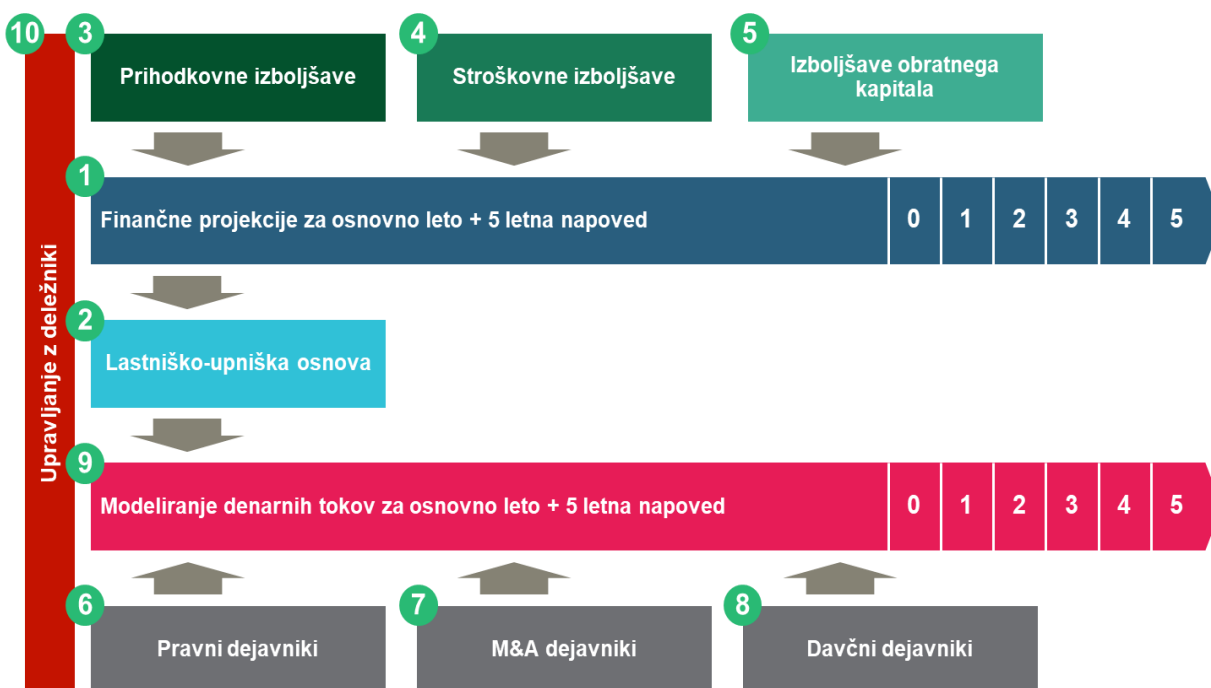 10
3
4
5
Prihodkovne izboljšave
Stroškovne izboljšave
Izboljšave obratnega
kapitala
1
Finančne projekcije za osnovno leto + 5 letna napoved
0
1
2
3
4
5
2
Lastniško-upniška osnova
Upravljanje z deležniki
9
Modeliranje denarnih tokov za osnovno leto + 5 letna napoved
0
1
2
3
4
5
6
7
8
Pravni dejavniki
M&A dejavniki
Davčni dejavniki